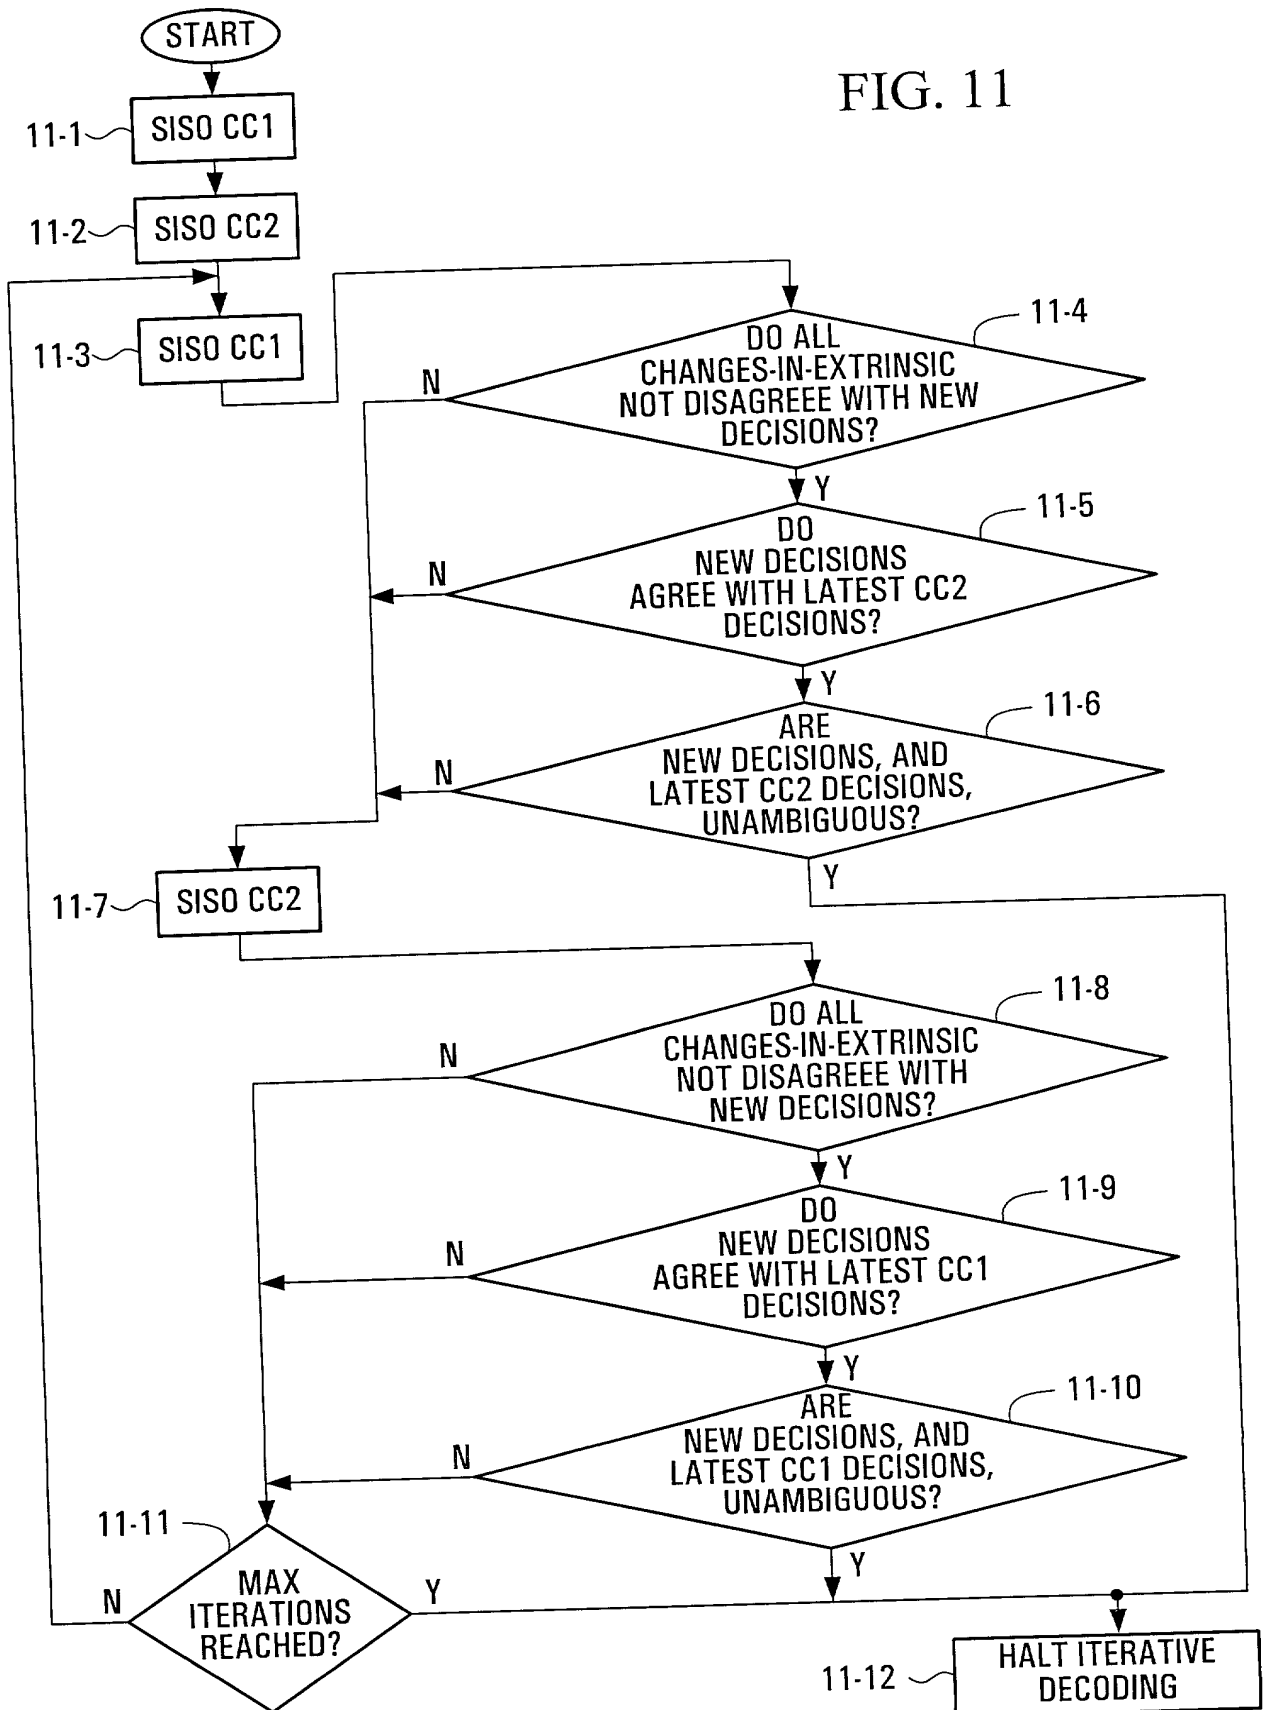 START
FIG. 11
11-1
SISO CC1
11-2
SISO CC2
11-3
SISO CC1
11-4
DO ALL
CHANGES-IN-EXTRINSIC
NOT DISAGREEE WITH NEW
DECISIONS?
N
Y
11-5
DO
NEW DECISIONS
AGREE WITH LATEST CC2
DECISIONS?
N
Y
11-6
ARE
NEW DECISIONS, AND
LATEST CC2 DECISIONS,
UNAMBIGUOUS?
N
Y
11-7
SISO CC2
11-8
DO ALL
CHANGES-IN-EXTRINSIC
NOT DISAGREEE WITH
NEW DECISIONS?
N
Y
11-9
DO
NEW DECISIONS
AGREE WITH LATEST CC1
DECISIONS?
N
Y
11-10
ARE
NEW DECISIONS, AND
LATEST CC1 DECISIONS,
UNAMBIGUOUS?
N
Y
11-11
MAX
ITERATIONS
REACHED?
N
Y
11-12
HALT ITERATIVE
DECODING